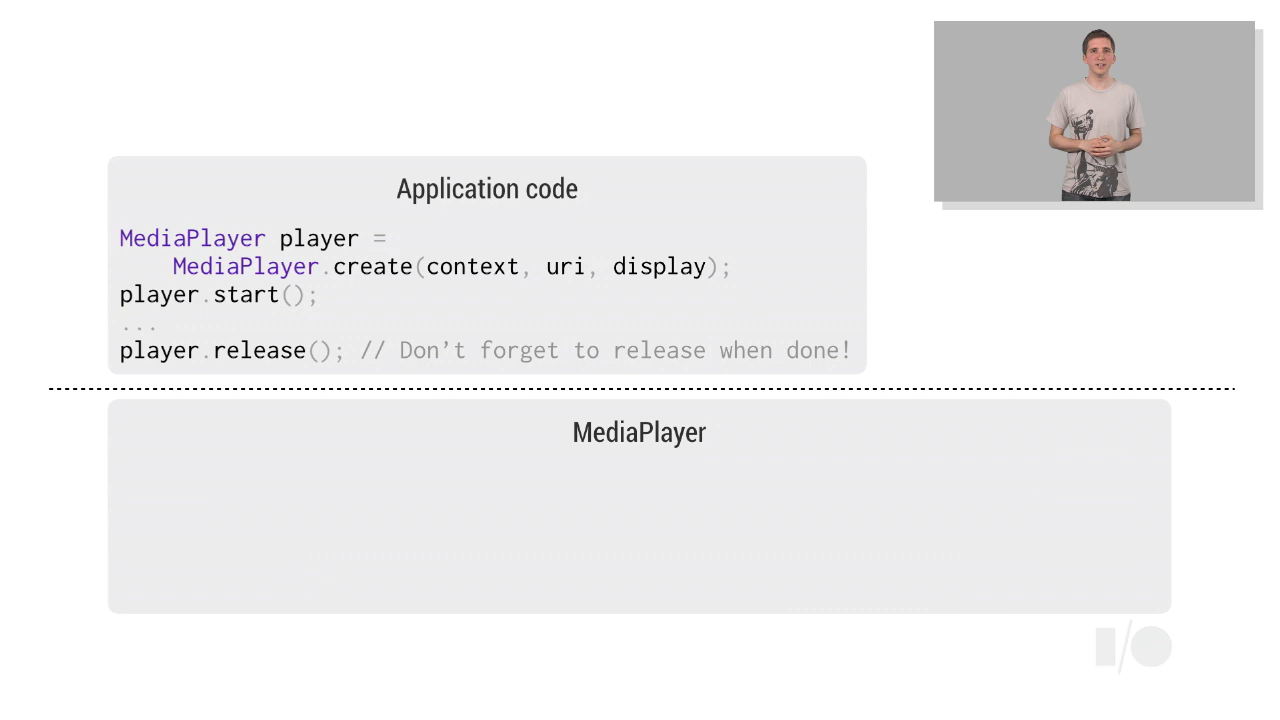 Application code
MediaPlayer player =
MediaPlayer.create(context, uri, display);
player.start();
...
player.release(); // Don't forget to release when done!
MediaPlayer
I/O